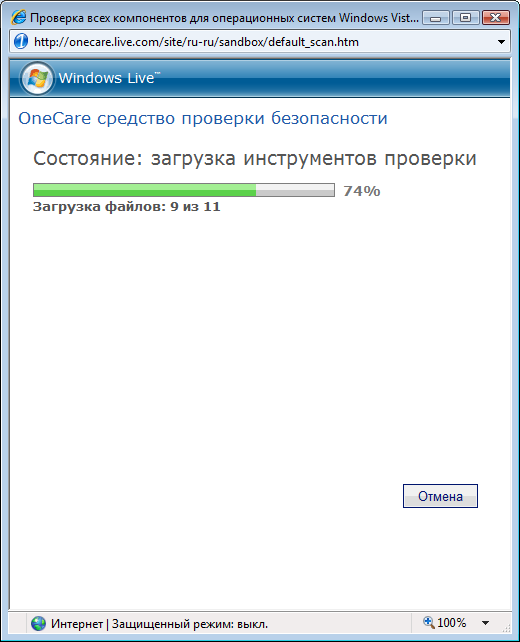 Проверка всех компонентов для операционных систем Windows Vist...
http://onecare.live.com/site/ru-ru/sandbox/default_scan.htm
Windows Live™
OneCare средство проверки безопасности
Состояние: загрузка инструментов проверки
74%
Загрузка файлов: 9 из 11
Отмена
Интернет | Защищенный режим: выкл.
100%